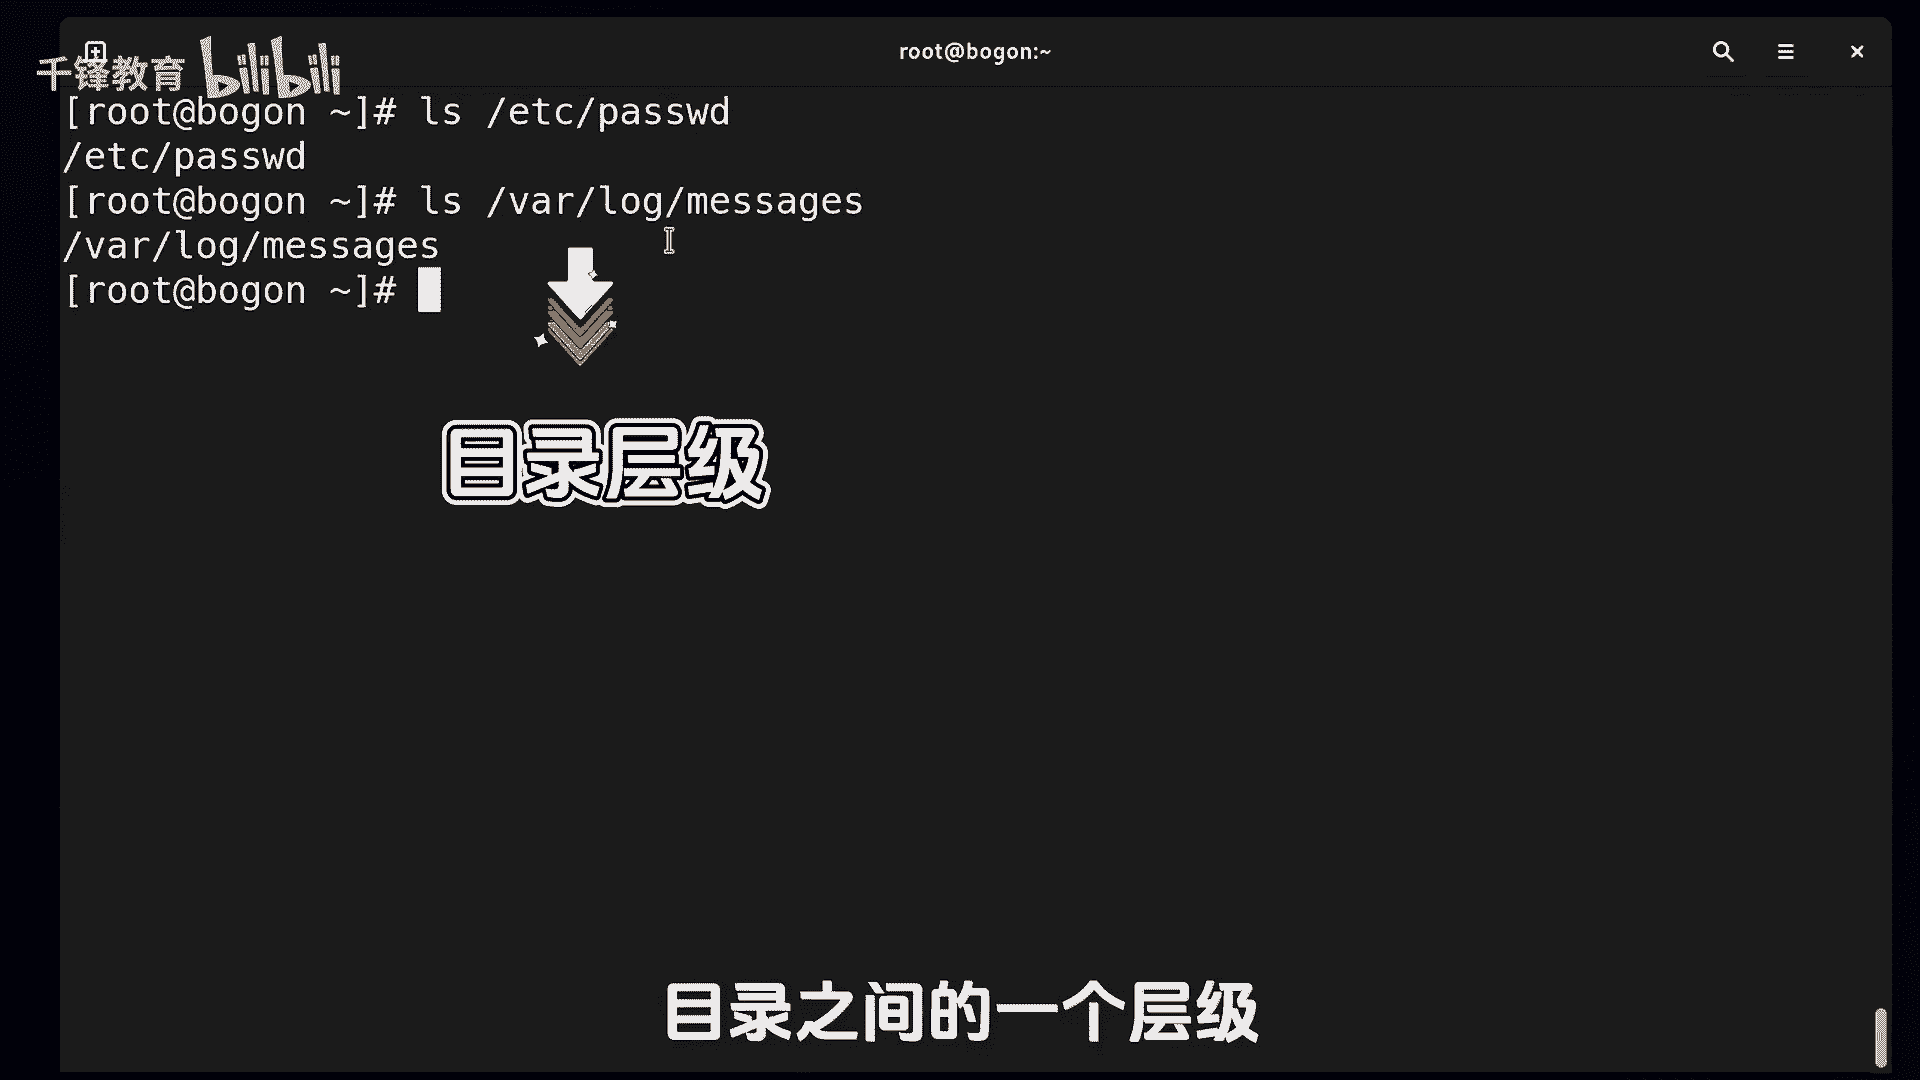 root@bogon:~
千锋教育 bilibili
[root@bogon ~]# ls /etc/passwd
/etc/passwd
[root@bogon ~]# ls /var/log/messages
/var/log/messages
[root@bogon ~]#
目录层级
目录之间的一个层级